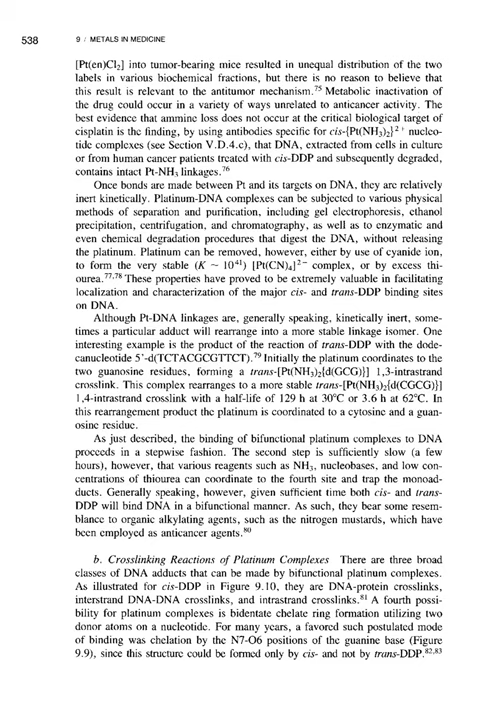 538
9 / METALS IN MEDICINE
[Pt(en)Cl₂] into tumor-bearing mice resulted in unequal distribution of the two
labels in various biochemical fractions, but there is no reason to believe that
this result is relevant to the antitumor mechanism.⁷⁵ Metabolic inactivation of
the drug could occur in a variety of ways unrelated to anticancer activity. The
best evidence that ammine loss does not occur at the critical biological target of
cisplatin is the finding, by using antibodies specific for cis-{Pt(NH₃)₂}²⁺ nucleo-
tide complexes (see Section V.D.4.c), that DNA, extracted from cells in culture
or from human cancer patients treated with cis-DDP and subsequently degraded,
contains intact Pt-NH₃ linkages.⁷⁶
Once bonds are made between Pt and its targets on DNA, they are relatively
inert kinetically. Platinum-DNA complexes can be subjected to various physical
methods of separation and purification, including gel electrophoresis, ethanol
precipitation, centrifugation, and chromatography, as well as to enzymatic and
even chemical degradation procedures that digest the DNA, without releasing
the platinum. Platinum can be removed, however, either by use of cyanide ion,
to form the very stable (K ~ 10⁴¹) [Pt(CN)₄]²⁻ complex, or by excess thi-
ourea.⁷⁷,⁷⁸ These properties have proved to be extremely valuable in facilitating
localization and characterization of the major cis- and trans-DDP binding sites
on DNA.
Although Pt-DNA linkages are, generally speaking, kinetically inert, some-
times a particular adduct will rearrange into a more stable linkage isomer. One
interesting example is the product of the reaction of trans-DDP with the dode-
canucleotide 5'-d(TCTACGCGTTCT).⁷⁹ Initially the platinum coordinates to the
two guanosine residues, forming a trans-[Pt(NH₃)₂{d(GCG)}] 1,3-intrastrand
crosslink. This complex rearranges to a more stable trans-[Pt(NH₃)₂{d(CGCG)}]
1,4-intrastrand crosslink with a half-life of 129 h at 30°C or 3.6 h at 62°C. In
this rearrangement product the platinum is coordinated to a cytosine and a guan-
osine residue.
As just described, the binding of bifunctional platinum complexes to DNA
proceeds in a stepwise fashion. The second step is sufficiently slow (a few
hours), however, that various reagents such as NH₃, nucleobases, and low con-
centrations of thiourea can coordinate to the fourth site and trap the monoad-
ducts. Generally speaking, however, given sufficient time both cis- and trans-
DDP will bind DNA in a bifunctional manner. As such, they bear some resem-
blance to organic alkylating agents, such as the nitrogen mustards, which have
been employed as anticancer agents.⁸⁰
b. Crosslinking Reactions of Platinum Complexes There are three broad
classes of DNA adducts that can be made by bifunctional platinum complexes.
As illustrated for cis-DDP in Figure 9.10, they are DNA-protein crosslinks,
interstrand DNA-DNA crosslinks, and intrastrand crosslinks.⁸¹ A fourth possi-
bility for platinum complexes is bidentate chelate ring formation utilizing two
donor atoms on a nucleotide. For many years, a favored such postulated mode
of binding was chelation by the N7-O6 positions of the guanine base (Figure
9.9), since this structure could be formed only by cis- and not by trans-DDP.⁸²,⁸³